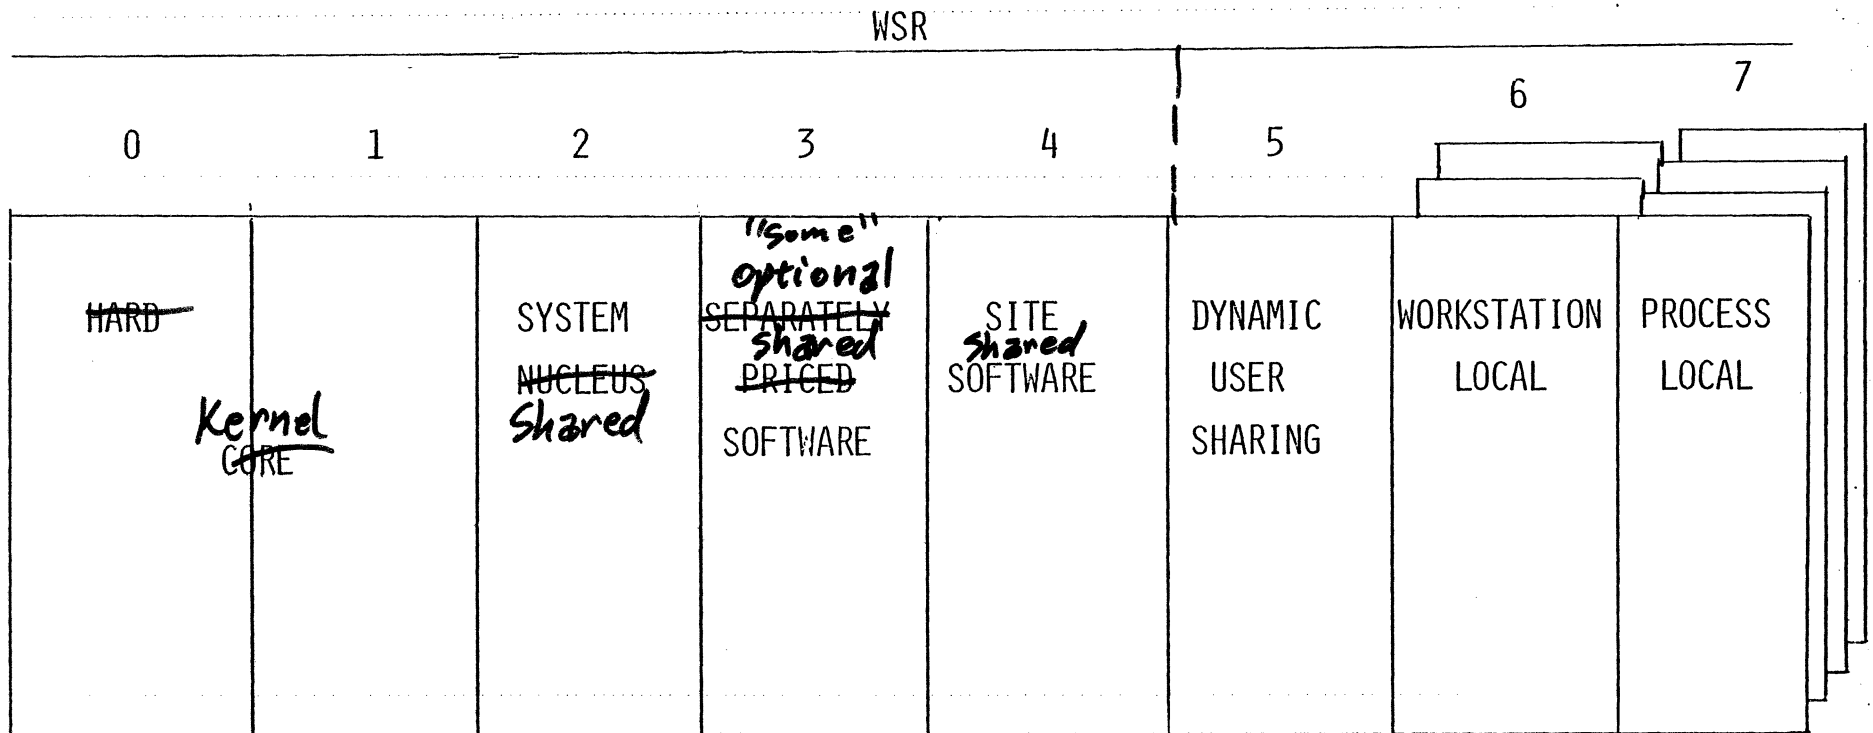 WSR
7
6
0 1 2 3 4 5
"some"
optional
HARD SYSTEM SEPARATELY SITE DYNAMIC WORKSTATION PROCESS
shared shared
NUCLEUS PRICED SOFTWARE USER LOCAL LOCAL
Kernel Shared
SOFTWARE SHARING
CORE